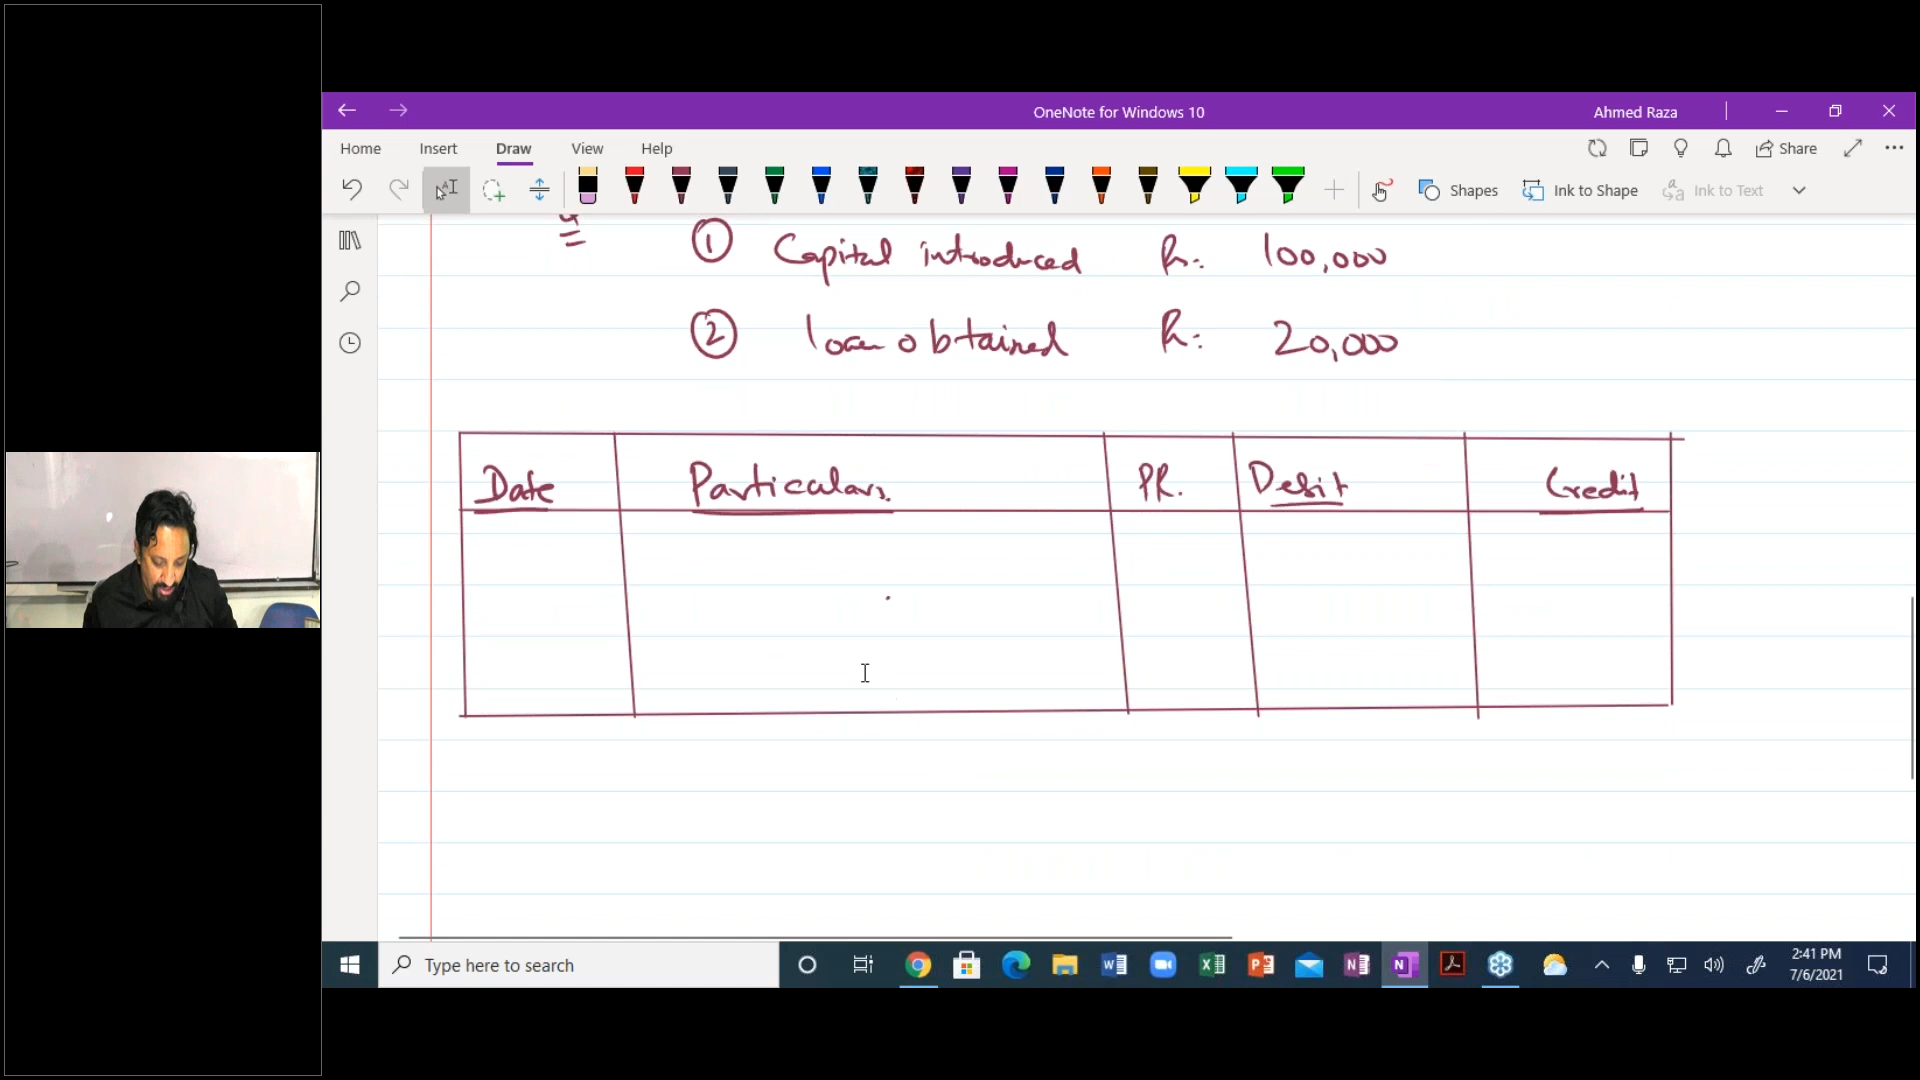 OneNote for Windows 10
Ahmed Raza
Home Insert Draw View Help
Share
Shapes
Ink to Shape
Ink to Text
① Capital introduced R: 100,000
② loan obtained R: 20,000
Date Particulars. PR. Debit Credit
Type here to search
2:41 PM
7/6/2021